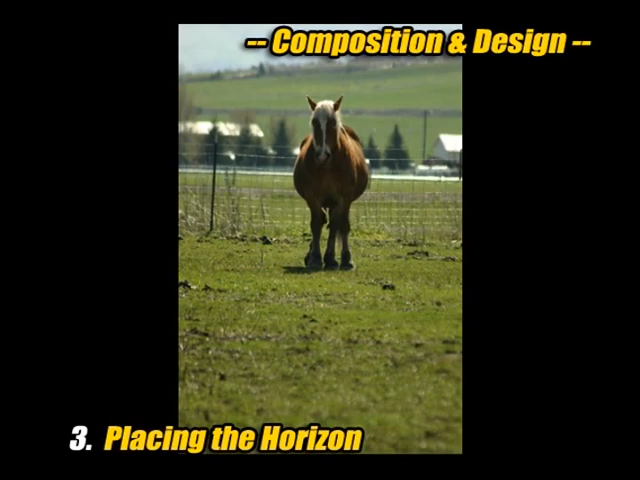 -- Composition & Design --
3. Placing the Horizon